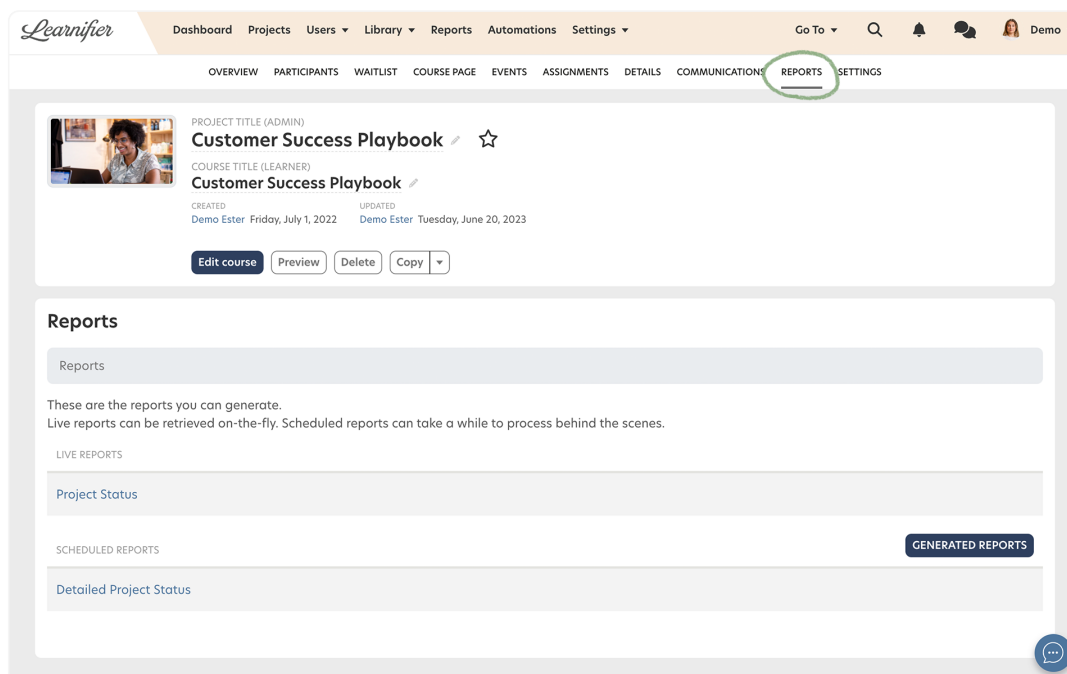 Learnifier Dashboard Projects Users Library Reports Automations Settings Go To Demo
OVERVIEW PARTICIPANTS WAITLIST COURSE PAGE EVENTS ASSIGNMENTS DETAILS COMMUNICATIONS REPORTS SETTINGS
PROJECT TITLE (ADMIN)
Customer Success Playbook
COURSE TITLE (LEARNER)
Customer Success Playbook
CREATED UPDATED
Demo Ester Friday, July 1, 2022 Demo Ester Tuesday, June 20, 2023
Edit course Preview Delete Copy
Reports
Reports
These are the reports you can generate.
Live reports can be retrieved on-the-fly. Scheduled reports can take a while to process behind the scenes.
LIVE REPORTS
Project Status
SCHEDULED REPORTS GENERATED REPORTS
Detailed Project Status